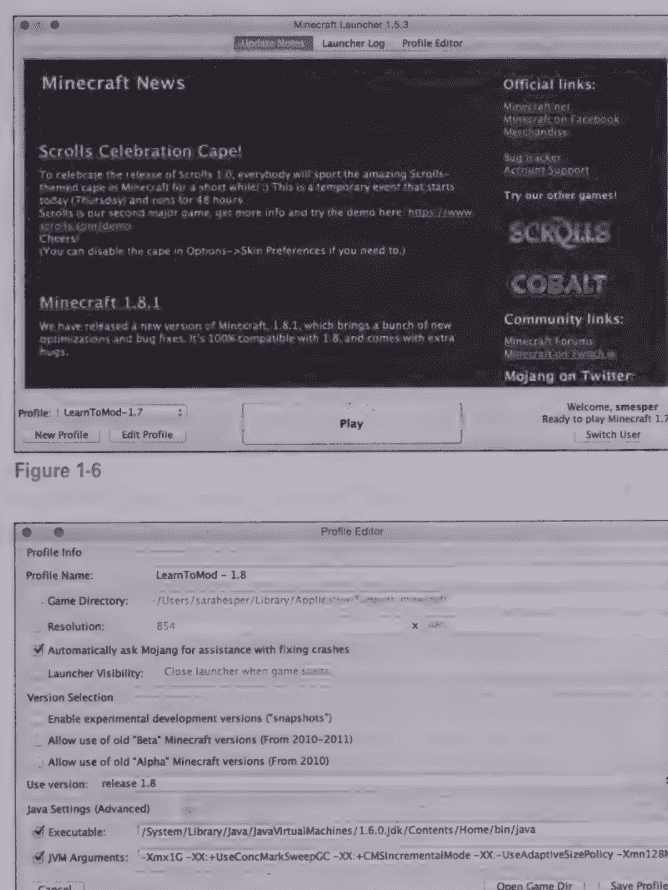 Minecraft Launcher 1.5.3
Update Notes Launcher Log Profile Editor
Minecraft News
Scrolls Celebration Cape!
To celebrate the release of Scrolls 1.0, everybody will sport the amazing Scrolls-
themed cape in Minecraft for a short while! :) This is a temporary event that starts
today (Thursday) and runs for 48 hours
Scrolls is our second major game, get more info and try the demo here: https://www
scrolls.com/demo
Cheers!
(You can disable the cape in Options->Skin Preferences if you need to.)
Minecraft 1.8.1
We have released a new version of Minecraft, 1.8.1, which brings a bunch of new
optimizations and bug fixes. It's 100% compatible with 1.8, and comes with extra
hugs.
Official links:
Minecraft.net
Minecraft on Facebook
Merchandise
Bug tracker
Account Support
Try our other games!
SCROLLS
COBALT
Community links:
Minecraft Forums
Minecraft on Twitch.tv
Mojang on Twitter:
Profile: LearnToMod-1.7
New Profile Edit Profile
Play
Welcome, smesper
Ready to play Minecraft 1.7
Switch User
Figure 1-6
Profile Editor
Profile Info
Profile Name: LearnToMod - 1.8
Game Directory: /Users/sarahesper/Library/Application Support/minecraft
Resolution: 854 x 480
Automatically ask Mojang for assistance with fixing crashes
Launcher Visibility: Close launcher when game starts
Version Selection
Enable experimental development versions ("snapshots")
Allow use of old "Beta" Minecraft versions (From 2010-2011)
Allow use of old "Alpha" Minecraft versions (From 2010)
Use version: release 1.8
Java Settings (Advanced)
Executable: /System/Library/Java/JavaVirtualMachines/1.6.0.jdk/Contents/Home/bin/java
JVM Arguments: -Xmx1G -XX:+UseConcMarkSweepGC -XX:+CMSIncrementalMode -XX:-UseAdaptiveSizePolicy -Xmn128M
Cancel Open Game Dir Save Profile